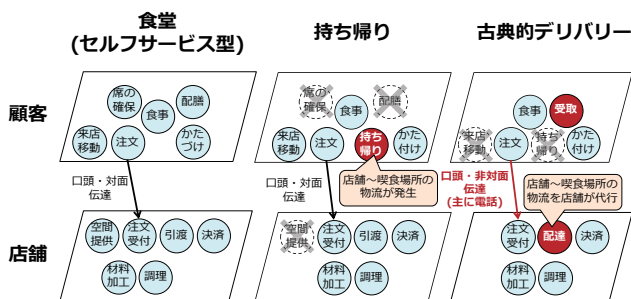 食堂
(セルフサービス型)
持ち帰り
古典的デリバリー
顧客
席の
確保
食事
配膳
来店
移動
注文
かた
づけ
席の
確保
食事
配膳
来店
移動
注文
持ち
帰り
かた
付け
食事
受取
来店
移動
注文
持ち
帰り
かた
付け
口頭・対面
伝達
口頭・対面
伝達
店舗～喫食場所の
物流が発生
口頭・非対面
伝達
(主に電話)
店舗～喫食場所の
物流を店舗が代行
店舗
空間
提供
注文
受付
引渡
決済
材料
加工
調理
空間
提供
注文
受付
引渡
決済
材料
加工
調理
注文
受付
配達
決済
材料
加工
調理